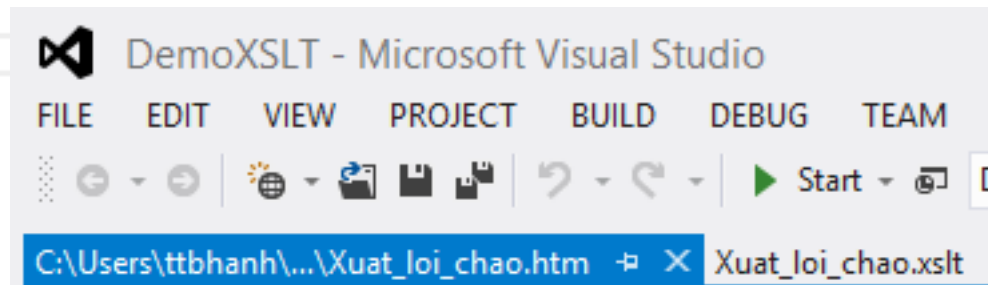 DemoXSLT - Microsoft Visual Studio
FILE EDIT VIEW PROJECT BUILD DEBUG TEAM
Start D
C:\Users\ttbhanh\...\Xuat_loi_chao.htm Xuat_loi_chao.xslt